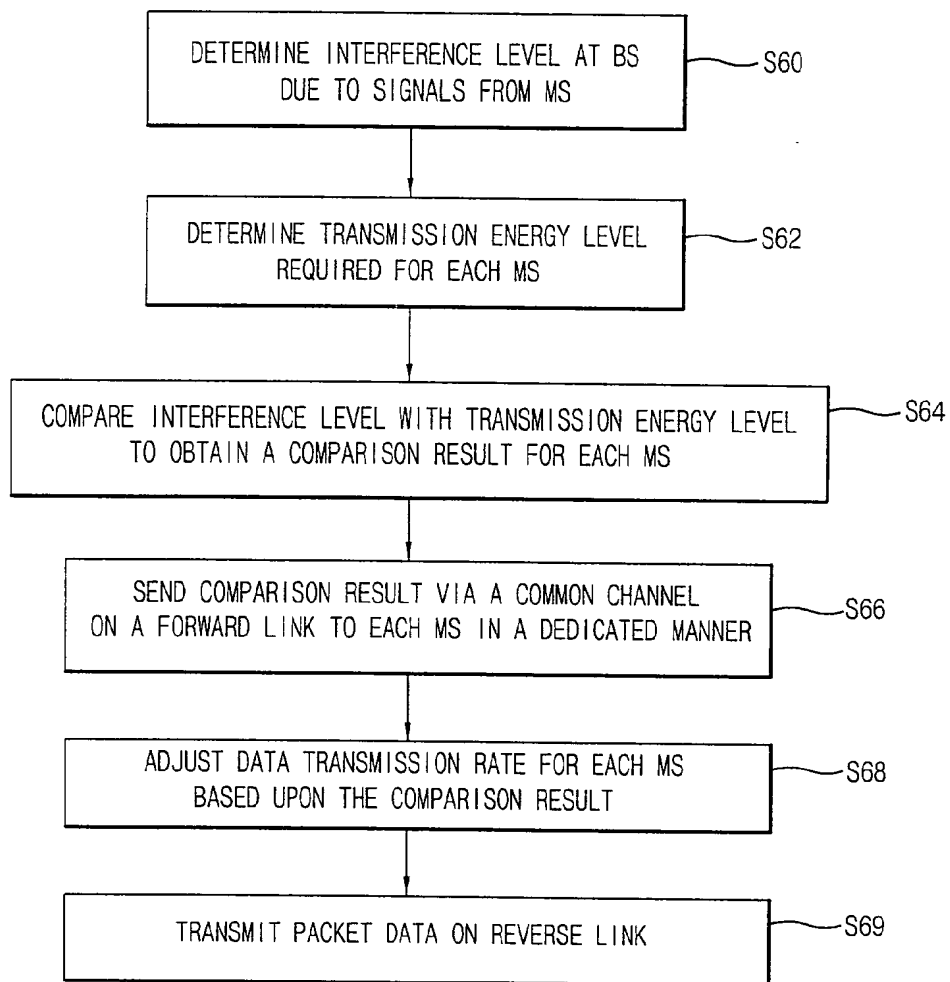 DETERMINE INTERFERENCE LEVEL AT BS
DUE TO SIGNALS FROM MS
S60
DETERMINE TRANSMISSION ENERGY LEVEL
REQUIRED FOR EACH MS
S62
COMPARE INTERFERENCE LEVEL WITH TRANSMISSION ENERGY LEVEL
TO OBTAIN A COMPARISON RESULT FOR EACH MS
S64
SEND COMPARISON RESULT VIA A COMMON CHANNEL
ON A FORWARD LINK TO EACH MS IN A DEDICATED MANNER
S66
ADJUST DATA TRANSMISSION RATE FOR EACH MS
BASED UPON THE COMPARISON RESULT
S68
TRANSMIT PACKET DATA ON REVERSE LINK
S69